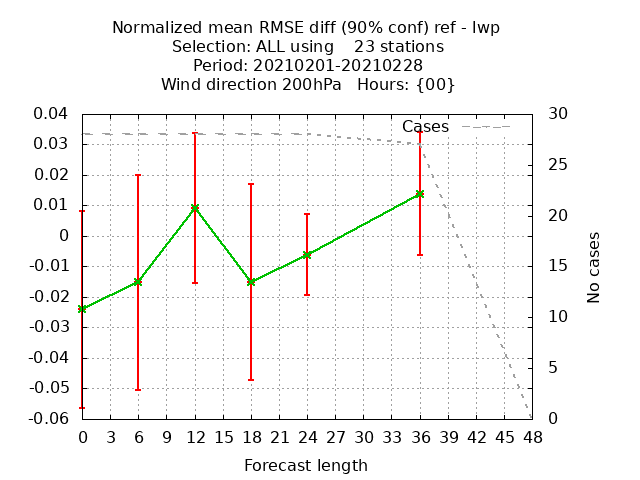 Normalized mean RMSE diff (90% conf) ref - lwp
Selection: ALL using    23 stations
Period: 20210201-20210228
Wind direction 200hPa   Hours: {00}
Cases
0.04
0.03
0.02
0.01
0
-0.01
-0.02
-0.03
-0.04
-0.05
-0.06
30
25
20
15
10
5
0
No cases
0 3 6 9 12 15 18 21 24 27 30 33 36 39 42 45 48
Forecast length